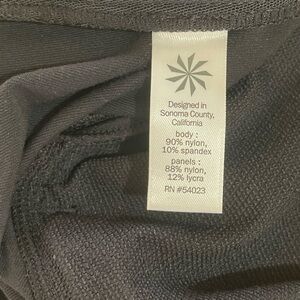 Designed in
Sonoma County,
California
body :
90% nylon,
10% spandex
panels :
88% nylon,
12% lycra
RN #54023